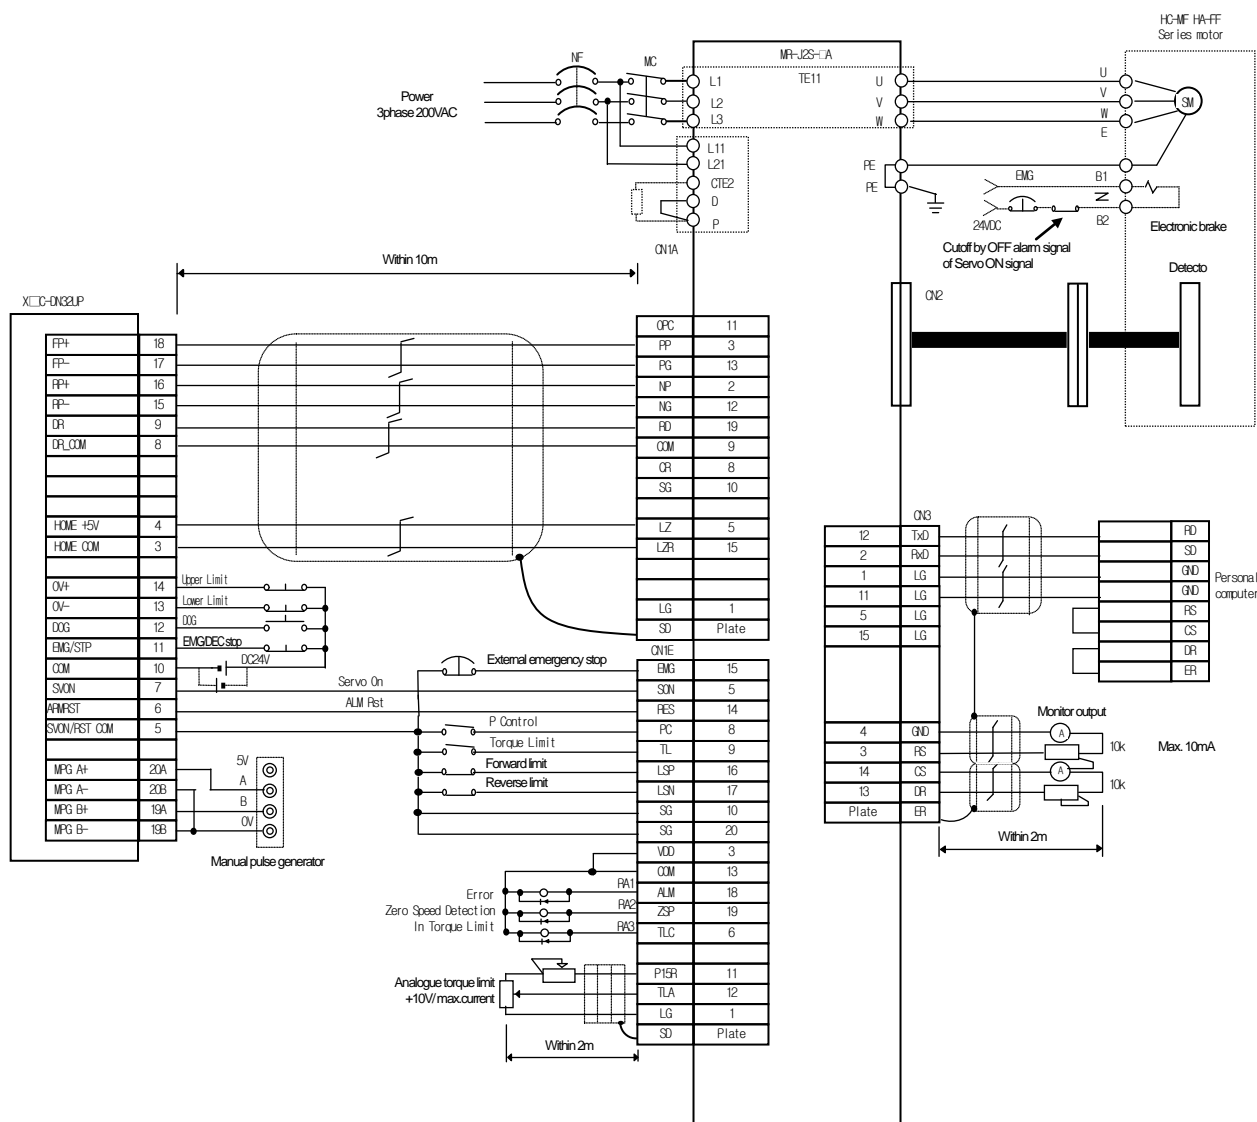 HC-MF HA-FF
Series motor
NF
MC
MR-J2S-□A
TE11
Power
3phase 200VAC
L1
L2
L3
U
V
W
U
V
W
E
SM
L11
L21
CTE2
D
P
PE
PE
EMG
B1
24VDC
B2
Electronic brake
Cutoff by OFF alarm signal
of Servo ON signal
Detecto
CN1A
CN2
Within 10m
X□C-DN32UP
FP+ 18
FP- 17
RP+ 16
RP- 15
DR 9
DR_COM 8
HOME +5V 4
HOME COM 3
OV+ 14 Upper Limit
OV- 13 Lower Limit
DOG 12 DOG
EMG/STP 11 EMG/DEC stop
COM 10 DC24V
SVON 7 Servo On
ARMRST 6 ALM Rst
SVON/RST COM 5
MPG A+ 20A
MPG A- 20B
MPG B+ 19A
MPG B- 19B
5V
A
B
0V
Manual pulse generator
OPC 11
PP 3
PG 13
NP 2
NG 12
RD 19
COM 9
CR 8
SG 10
LZ 5
LZR 15
LG 1
SD Plate
CN1E
External emergency stop
P Control
Torque Limit
Forward limit
Reverse limit
EMG 15
SON 5
RES 14
PC 8
TL 9
LSP 16
LSN 17
SG 10
SG 20
VDD 3
COM 13
ALM 18
ZSP 19
TLC 6
P15R 11
TLA 12
LG 1
SD Plate
Error
Zero Speed Detection
In Torque Limit
RA1
RA2
RA3
Analogue torque limit
+10V/max.current
Within 2m
CN3
12 TxD
2 RxD
1 LG
11 LG
5 LG
15 LG
4 GND
3 RS
14 CS
13 DR
Plate ER
RD
SD
GND
GND
RS
CS
DR
ER
Personal
computer
Monitor output
A
10k
Max. 10mA
A
10k
Within 2m